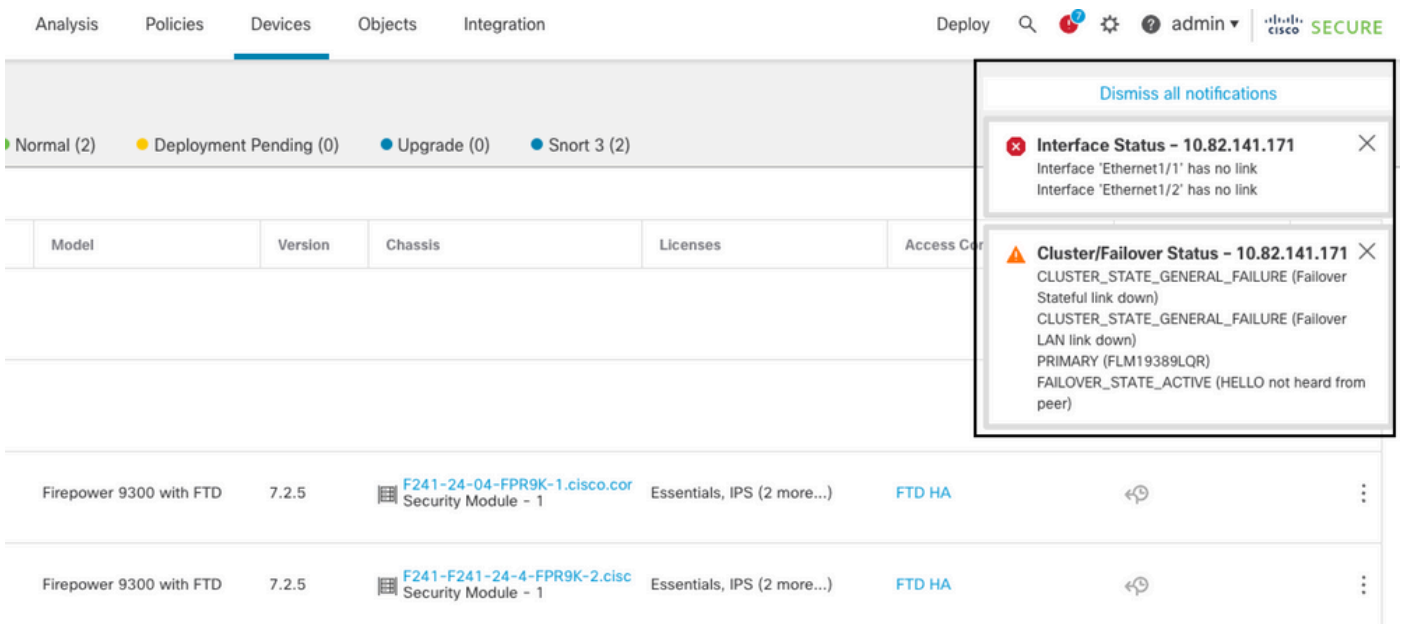 Analysis Policies Devices Objects Integration Deploy 7 admin cisco SECURE
Dismiss all notifications
Normal (2) Deployment Pending (0) Upgrade (0) Snort 3 (2)
Interface Status - 10.82.141.171
Interface 'Ethernet1/1' has no link
Interface 'Ethernet1/2' has no link
Model Version Chassis Licenses Access Con
Cluster/Failover Status - 10.82.141.171
CLUSTER_STATE_GENERAL_FAILURE (Failover
Stateful link down)
CLUSTER_STATE_GENERAL_FAILURE (Failover
LAN link down)
PRIMARY (FLM19389LQR)
FAILOVER_STATE_ACTIVE (HELLO not heard from
peer)
Firepower 9300 with FTD 7.2.5 F241-24-04-FPR9K-1.cisco.cor Essentials, IPS (2 more...) FTD HA
Security Module - 1
Firepower 9300 with FTD 7.2.5 F241-F241-24-4-FPR9K-2.cisc Essentials, IPS (2 more...) FTD HA
Security Module - 1